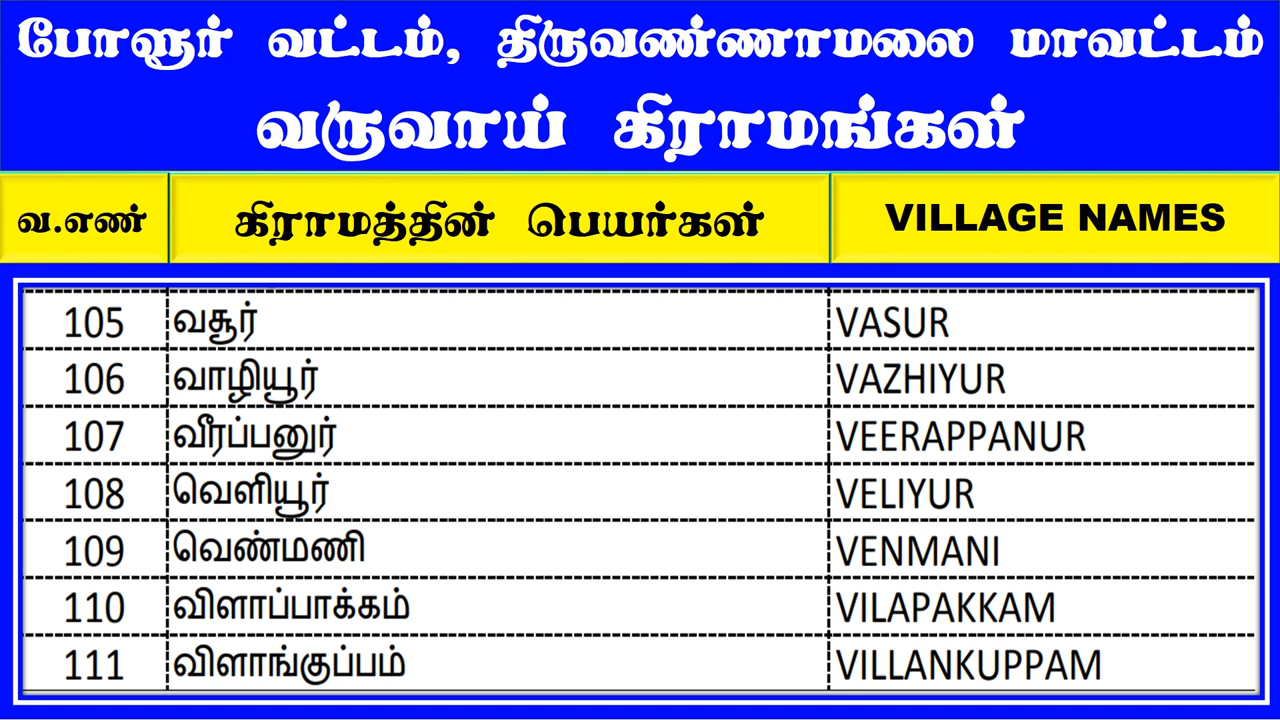 போளூர் வட்டம், திருவண்ணாமலை மாவட்டம்
வருவாய் கிராமங்கள்
வ.எண் கிராமத்தின் பெயர்கள் VILLAGE NAMES
105 வசூர் VASUR
106 வாழியூர் VAZHIYUR
107 வீரப்பனுர் VEERAPPANUR
108 வெளியூர் VELIYUR
109 வெண்மணி VENMANI
110 விளாப்பாக்கம் VILAPAKKAM
111 விளாங்குப்பம் VILLANKUPPAM